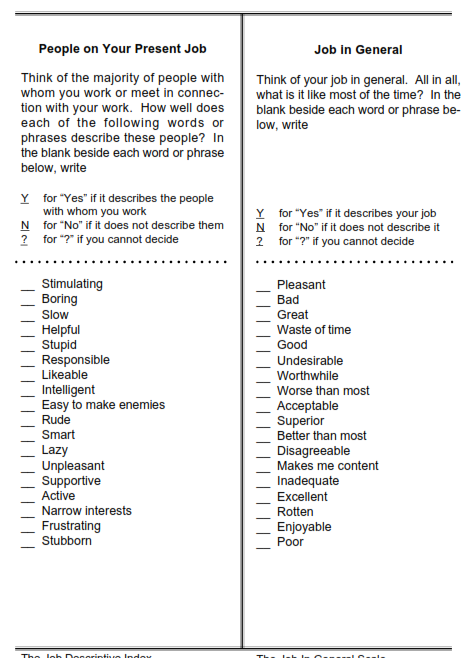 People on Your Present Job
Think of the majority of people with
whom you work or meet in connec-
tion with your work. How well does
each of the following words or
phrases describe these people? In
the blank beside each word or phrase
below, write
Y for “Yes” if it describes the people
with whom you work
N for “No” if it does not describe them
? for “?” if you cannot decide
__ Stimulating
__ Boring
__ Slow
__ Helpful
__ Stupid
__ Responsible
__ Likeable
__ Intelligent
__ Easy to make enemies
__ Rude
__ Smart
__ Lazy
__ Unpleasant
__ Supportive
__ Active
__ Narrow interests
__ Frustrating
__ Stubborn
The Job Descriptive Index
Job in General
Think of your job in general. All in all,
what is it like most of the time? In the
blank beside each word or phrase be-
low, write
Y for “Yes” if it describes your job
N for “No” if it does not describe it
? for “?” if you cannot decide
__ Pleasant
__ Bad
__ Great
__ Waste of time
__ Good
__ Undesirable
__ Worthwhile
__ Worse than most
__ Acceptable
__ Superior
__ Better than most
__ Disagreeable
__ Makes me content
__ Inadequate
__ Excellent
__ Rotten
__ Enjoyable
__ Poor
The Job In General Scale